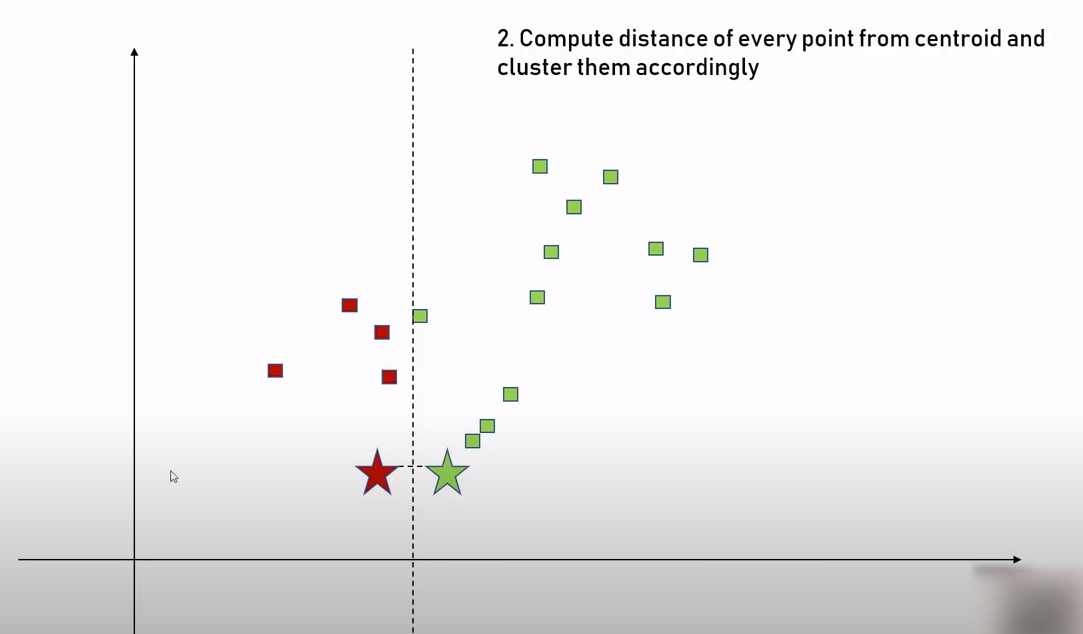 2. Compute distance of every point from centroid and
cluster them accordingly